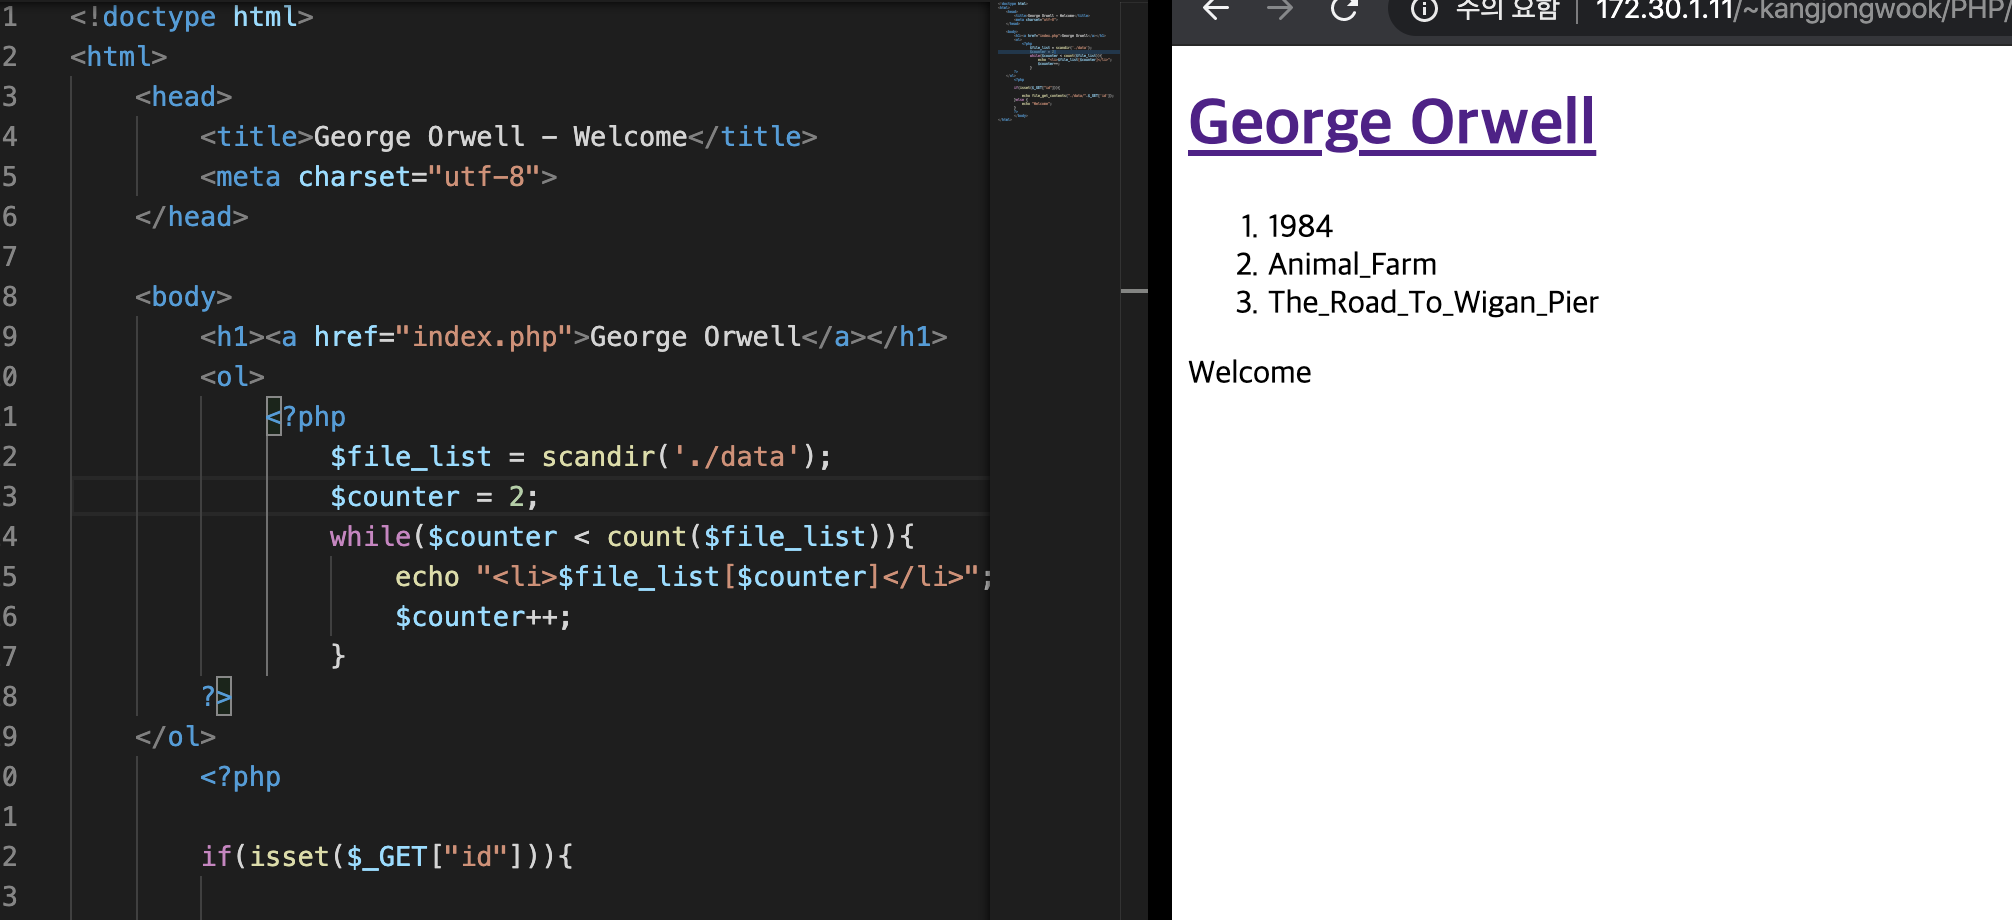 1 <!doctype html>
2 <html>
3 <head>
4 <title>George Orwell - Welcome</title>
5 <meta charset="utf-8">
6 </head>
7
8 <body>
9 <h1><a href="index.php">George Orwell</a></h1>
0 <ol>
1 <?php
2 $file_list = scandir('./data');
3 $counter = 2;
4 while($counter < count($file_list)){
5 echo "<li>$file_list[$counter]</li>";
6 $counter++;
7 }
8 ?>
9 </ol>
0 <?php
1
2 if(isset($_GET["id"])){
3
주의 요함 | 172.30.1.11/~kangjongwook/PHP/
George Orwell
1. 1984
2. Animal_Farm
3. The_Road_To_Wigan_Pier
Welcome